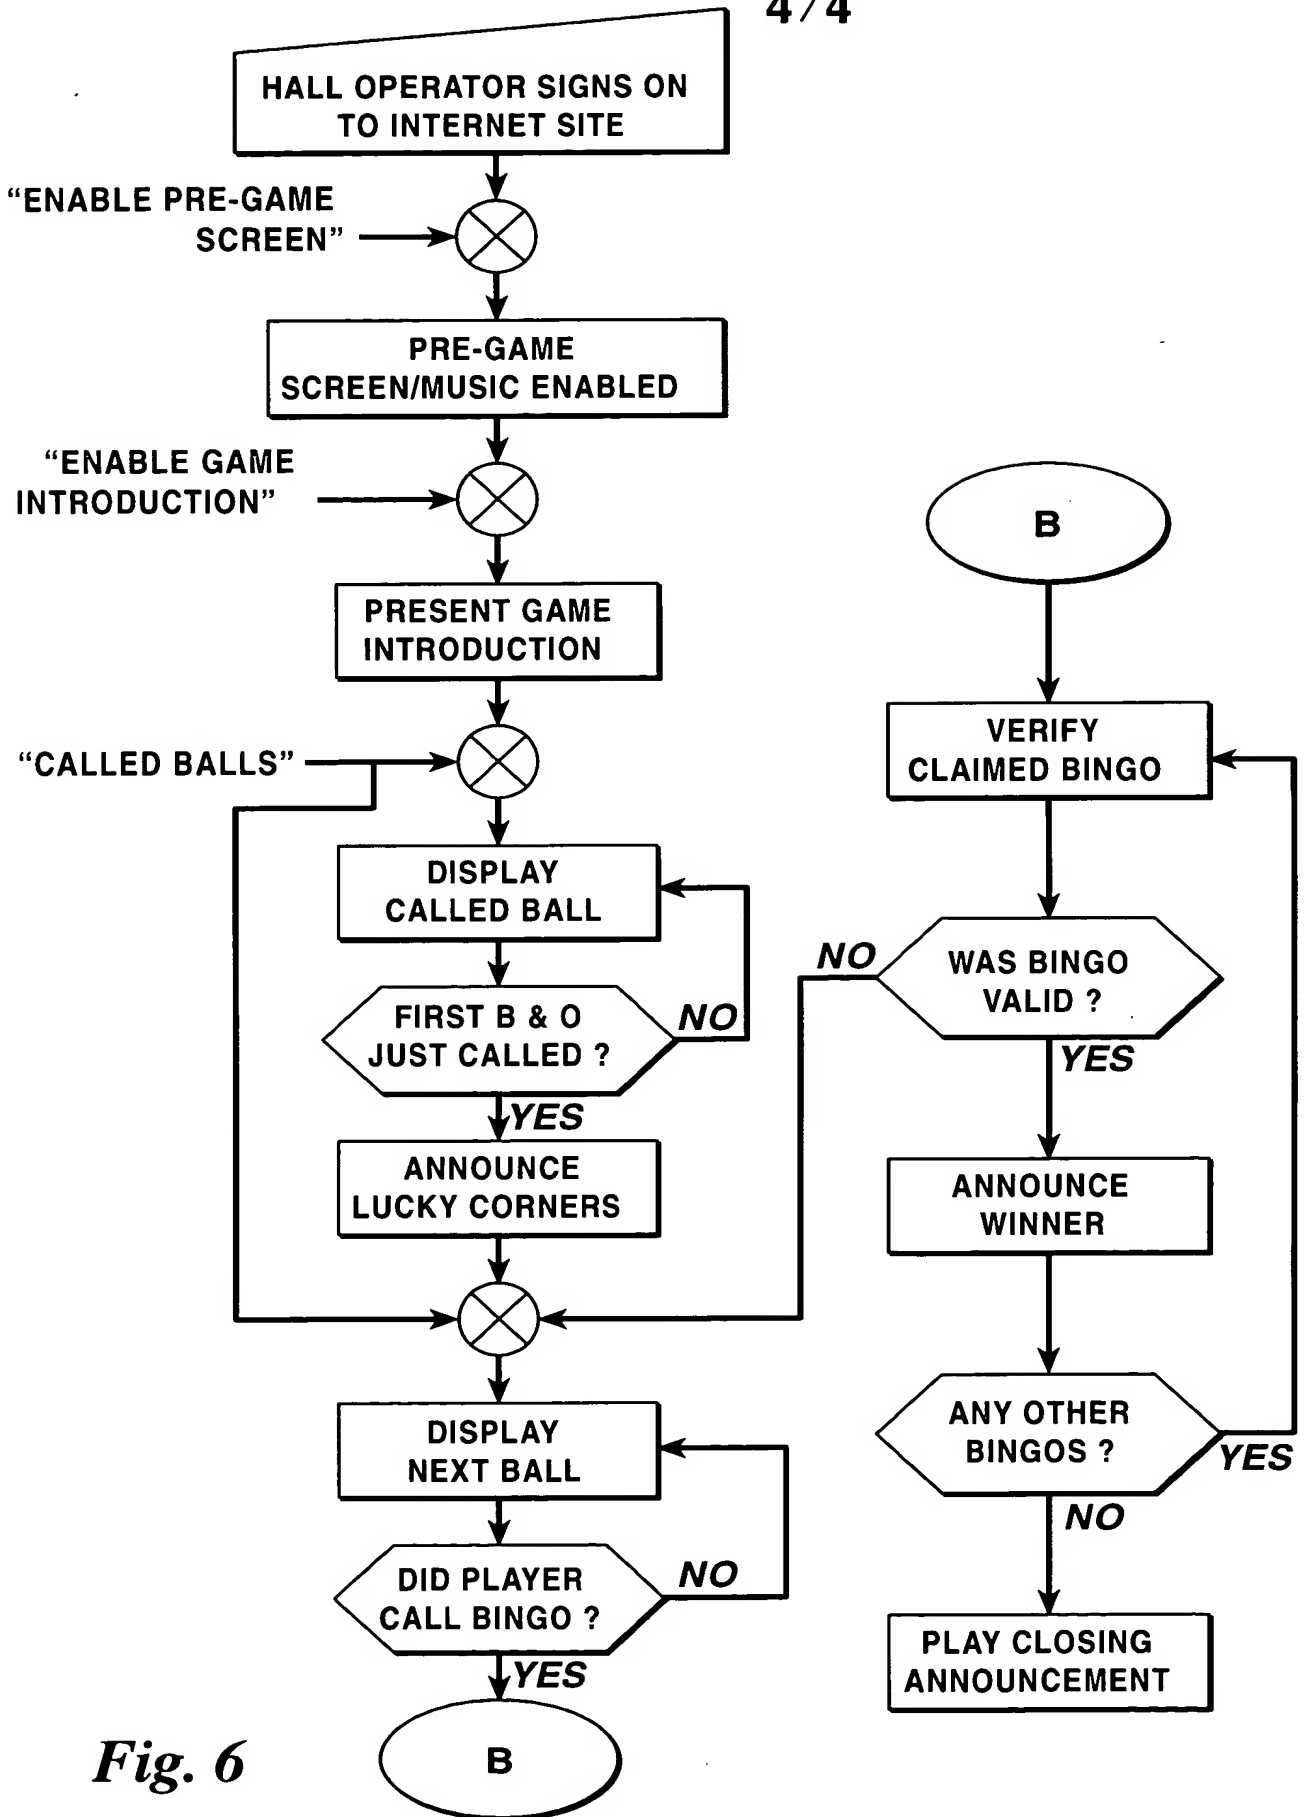 4/4
HALL OPERATOR SIGNS ON
TO INTERNET SITE
“ENABLE PRE-GAME
SCREEN”
PRE-GAME
SCREEN/MUSIC ENABLED
“ENABLE GAME
INTRODUCTION”
PRESENT GAME
INTRODUCTION
“CALLED BALLS”
DISPLAY
CALLED BALL
FIRST B & O
JUST CALLED ?
NO
YES
ANNOUNCE
LUCKY CORNERS
DISPLAY
NEXT BALL
DID PLAYER
CALL BINGO ?
NO
YES
B
B
VERIFY
CLAIMED BINGO
WAS BINGO
VALID ?
NO
YES
ANNOUNCE
WINNER
ANY OTHER
BINGOS ?
YES
NO
PLAY CLOSING
ANNOUNCEMENT
Fig. 6